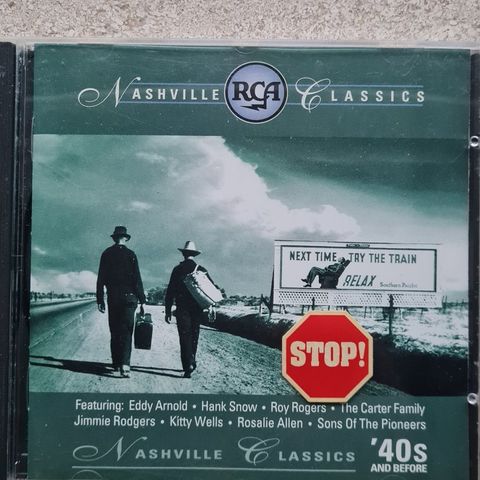 NASHVILLE RCA CLASSICS
NEXT TIME TRY THE TRAIN
RELAX
Southern Pacific
STOP!
Featuring: Eddy Arnold • Hank Snow • Roy Rogers • The Carter Family
Jimmie Rodgers • Kitty Wells • Rosalie Allen • Sons Of The Pioneers
NASHVILLE CLASSICS '40s
AND BEFORE